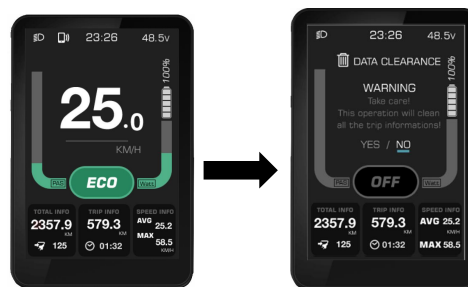 23:26 48.5V
100%
25.0
KM/H
PAS ECO Watt
TOTAL INFO TRIP INFO SPEED INFO
2357.9 KM 579.3 KM AVG 25.2
125 01:32 MAX 58.5 KM/H
23:26 48.5V
DATA CLEARANCE
100%
WARNING
Take care!
This operation will clean
all the trip informations!
YES / NO
PAS OFF Watt
TOTAL INFO TRIP INFO SPEED INFO
2357.9 KM 579.3 KM AVG 25.2
125 01:32 MAX 58.5 KM/H